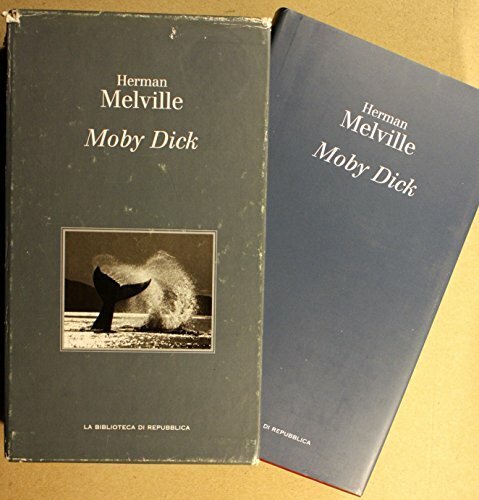 Herman
Melville
Moby Dick
LA BIBLIOTECA DI REPUBBLICA
Herman
Melville
Moby Dick
DI REPUBBLICA